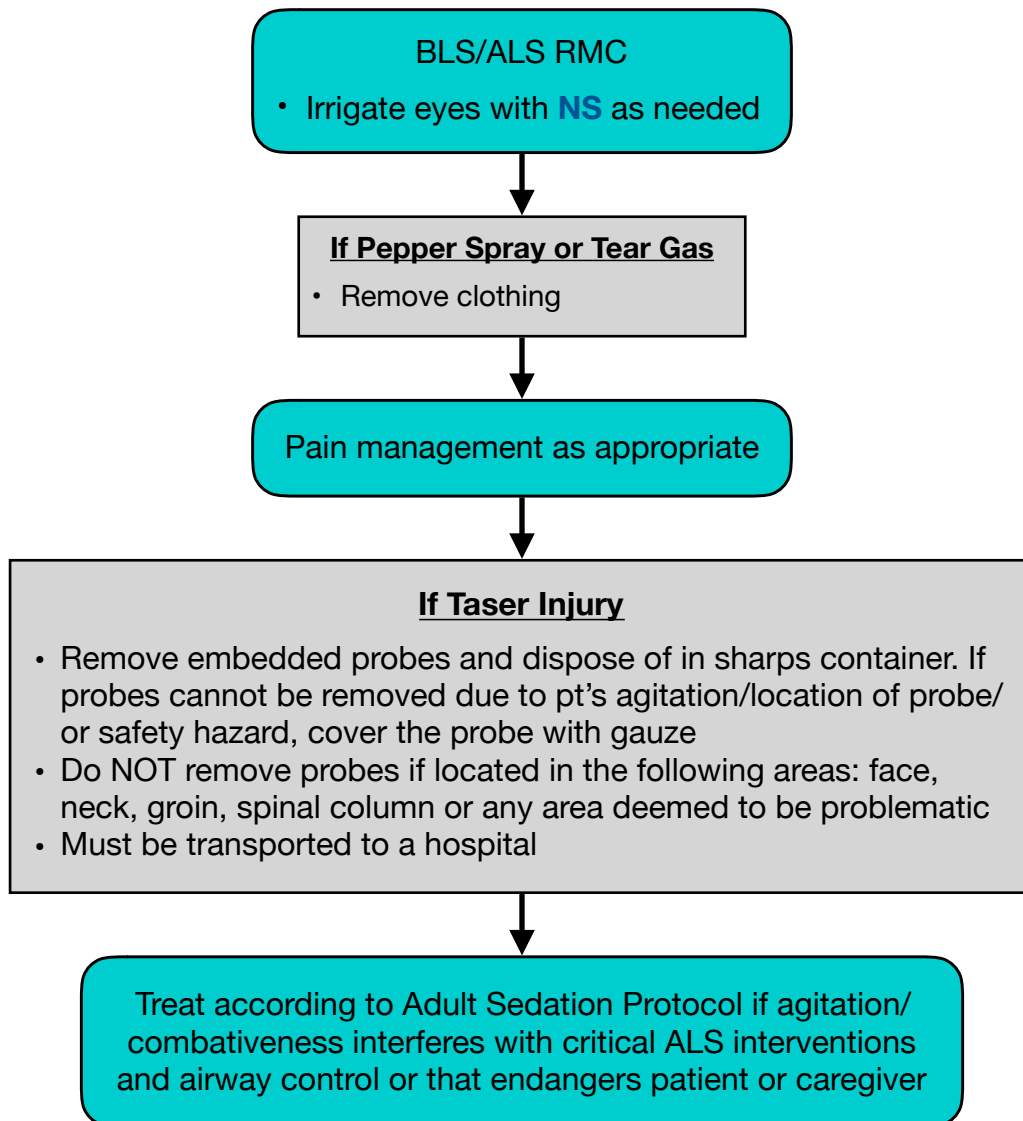 BLS/ALS RMC
• Irrigate eyes with NS as needed
If Pepper Spray or Tear Gas
• Remove clothing
Pain management as appropriate
If Taser Injury
• Remove embedded probes and dispose of in sharps container. If
probes cannot be removed due to pt’s agitation/location of probe/
or safety hazard, cover the probe with gauze
• Do NOT remove probes if located in the following areas: face,
neck, groin, spinal column or any area deemed to be problematic
• Must be transported to a hospital
Treat according to Adult Sedation Protocol if agitation/
combativeness interferes with critical ALS interventions
and airway control or that endangers patient or caregiver